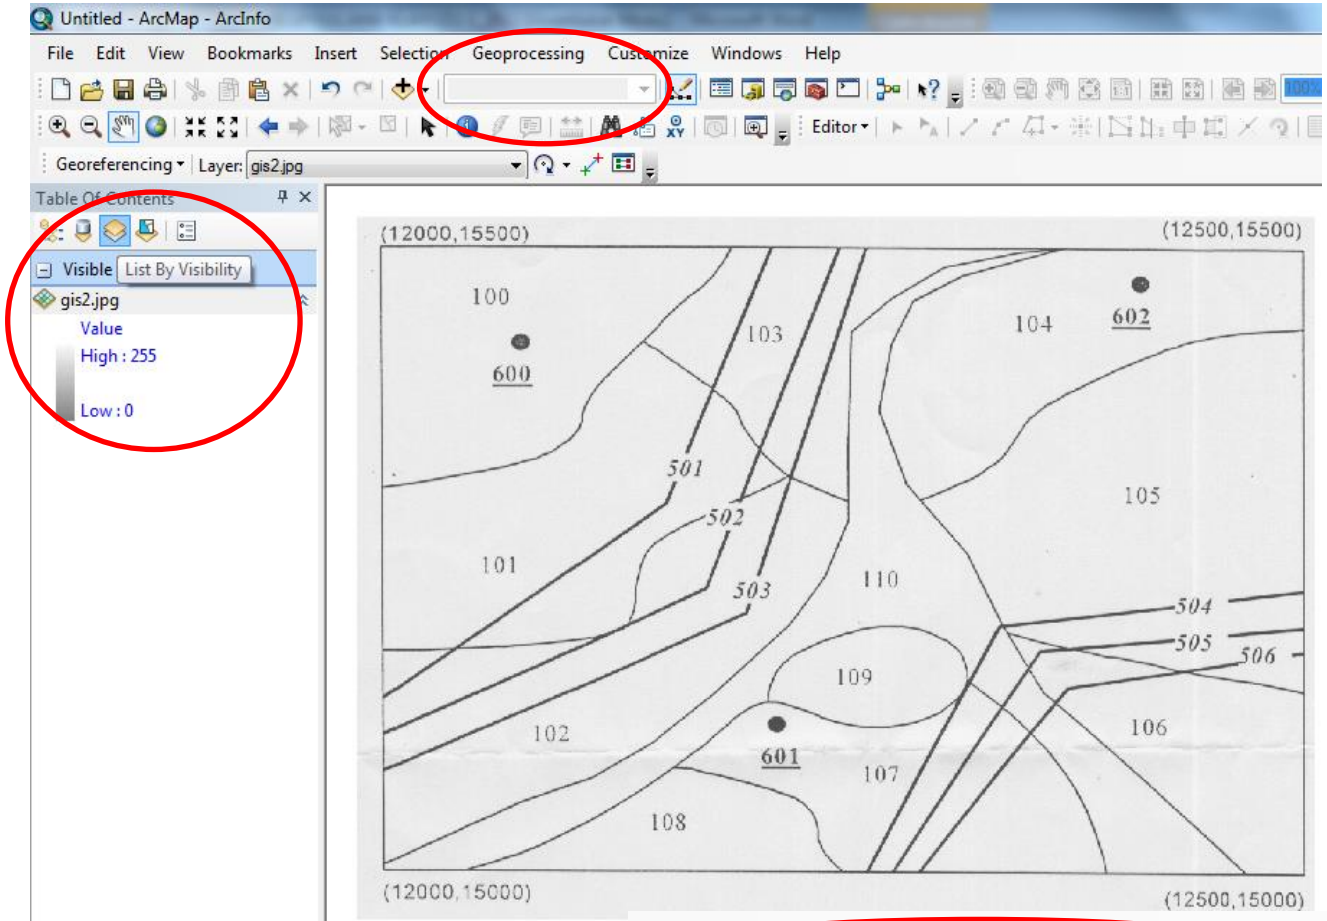 Untitled - ArcMap - ArcInfo
File Edit View Bookmarks Insert Selection Geoprocessing Customize Windows Help
100%
Editor
Georeferencing Layer: gis2.jpg
Table Of Contents
Visible List By Visibility
gis2.jpg
Value
High : 255
Low : 0
(12000,15500) (12500,15500)
100
103
104
602
600
501
105
502
101
110
503
504
505
506
109
102
106
601
107
108
(12000,15000) (12500,15000)